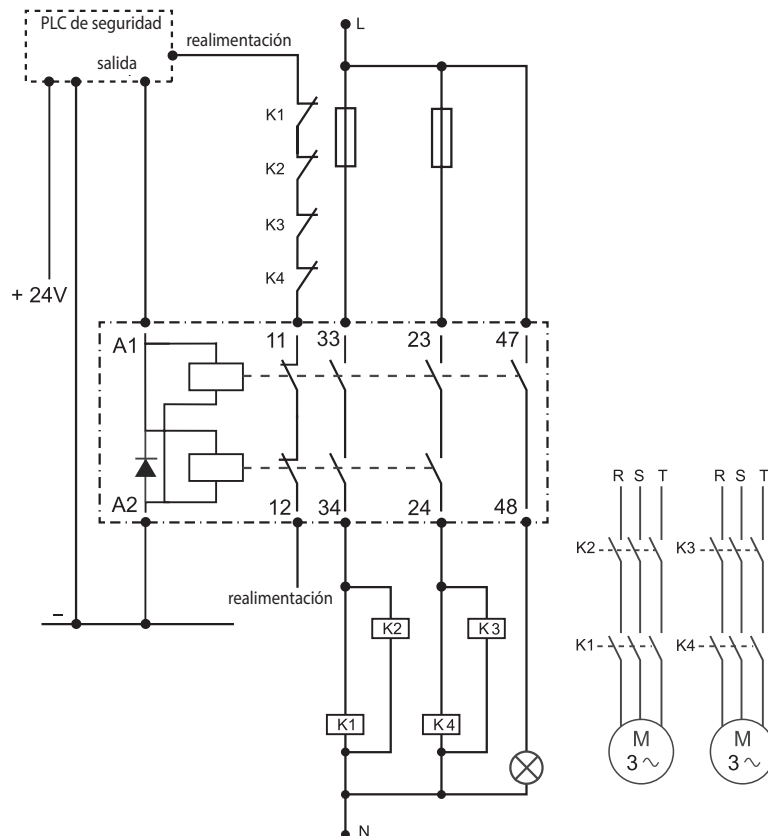 PLC de seguridad
salida
realimentación
L
K1
K2
K3
K4
+ 24V
A1
11
33
23
47
A2
12
34
24
48
realimentación
–
K2
K3
K1
K4
N
R S T
R S T
K2
K3
K1
K4
M
3 ~
M
3 ~